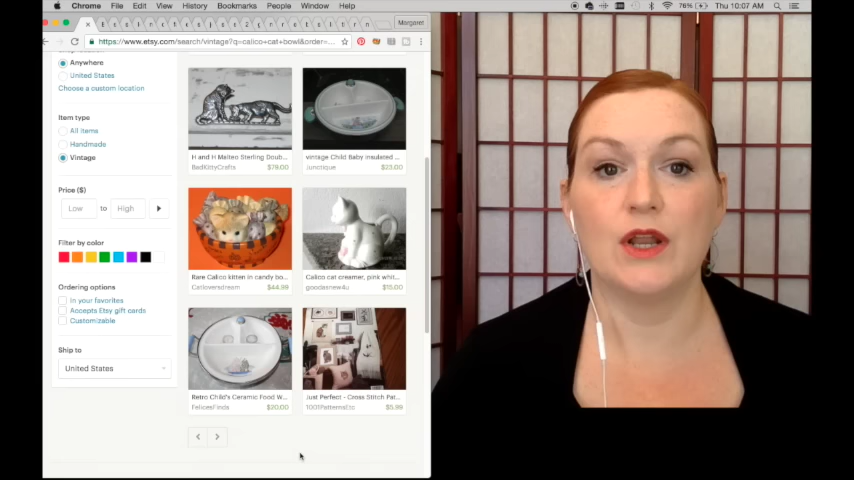 Chrome File Edit View History Bookmarks People Window Help
76% Thu 10:07 AM
Margaret
https://www.etsy.com/search/vintage?q=calico+cat+bowl&order=...
Anywhere
United States
Choose a custom location
Item type
All items
Handmade
Vintage
Price ($)
Low to High
Filter by color
Ordering options
In your favorites
Accepts Etsy gift cards
Customizable
Ship to
United States
H and H Malteo Sterling Doub...
BadKittyCrafts $79.00
vintage Child Baby insulated ...
Junctique $23.00
Rare Calico kitten in candy bo...
Catloversdream $44.99
Calico cat creamer, pink whit...
goodasnew4u $15.00
Retro Child's Ceramic Food W...
FelicesFinds $20.00
Just Perfect - Cross Stitch Pat...
1001PatternsEtc $5.99